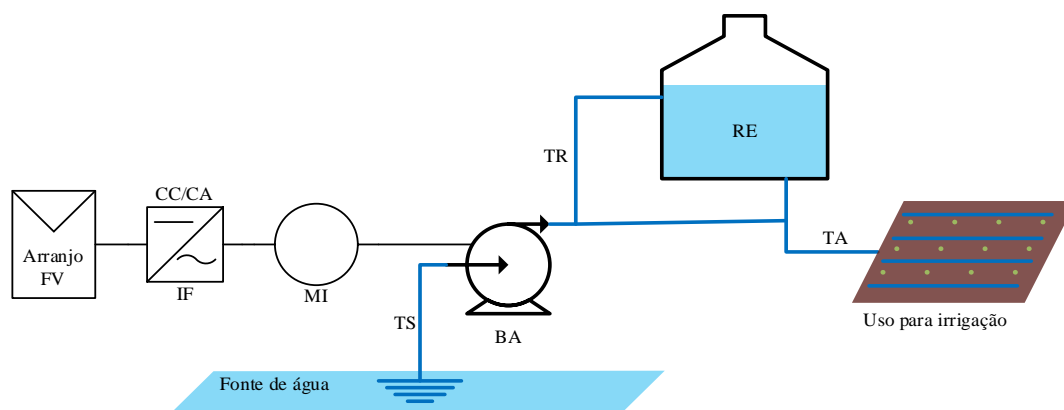 RE
TR
CC/CA
Arranjo
FV
TA
IF
MI
TS
BA
Uso para irrigação
Fonte de água